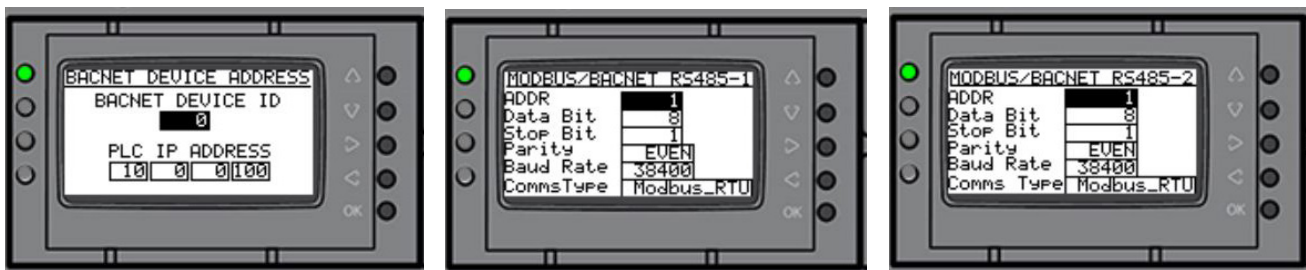 BACNET DEVICE ADDRESS
BACNET DEVICE ID
0
PLC IP ADDRESS
10 0 0 100
OK
MODBUS/BACNET RS485-1
ADDR 1
Data Bit 8
Stop Bit 1
Parity EVEN
Baud Rate 38400
CommsType Modbus_RTU
OK
MODBUS/BACNET RS485-2
ADDR 1
Data Bit 8
Stop Bit 1
Parity EVEN
Baud Rate 38400
Comms Type Modbus_RTU
OK